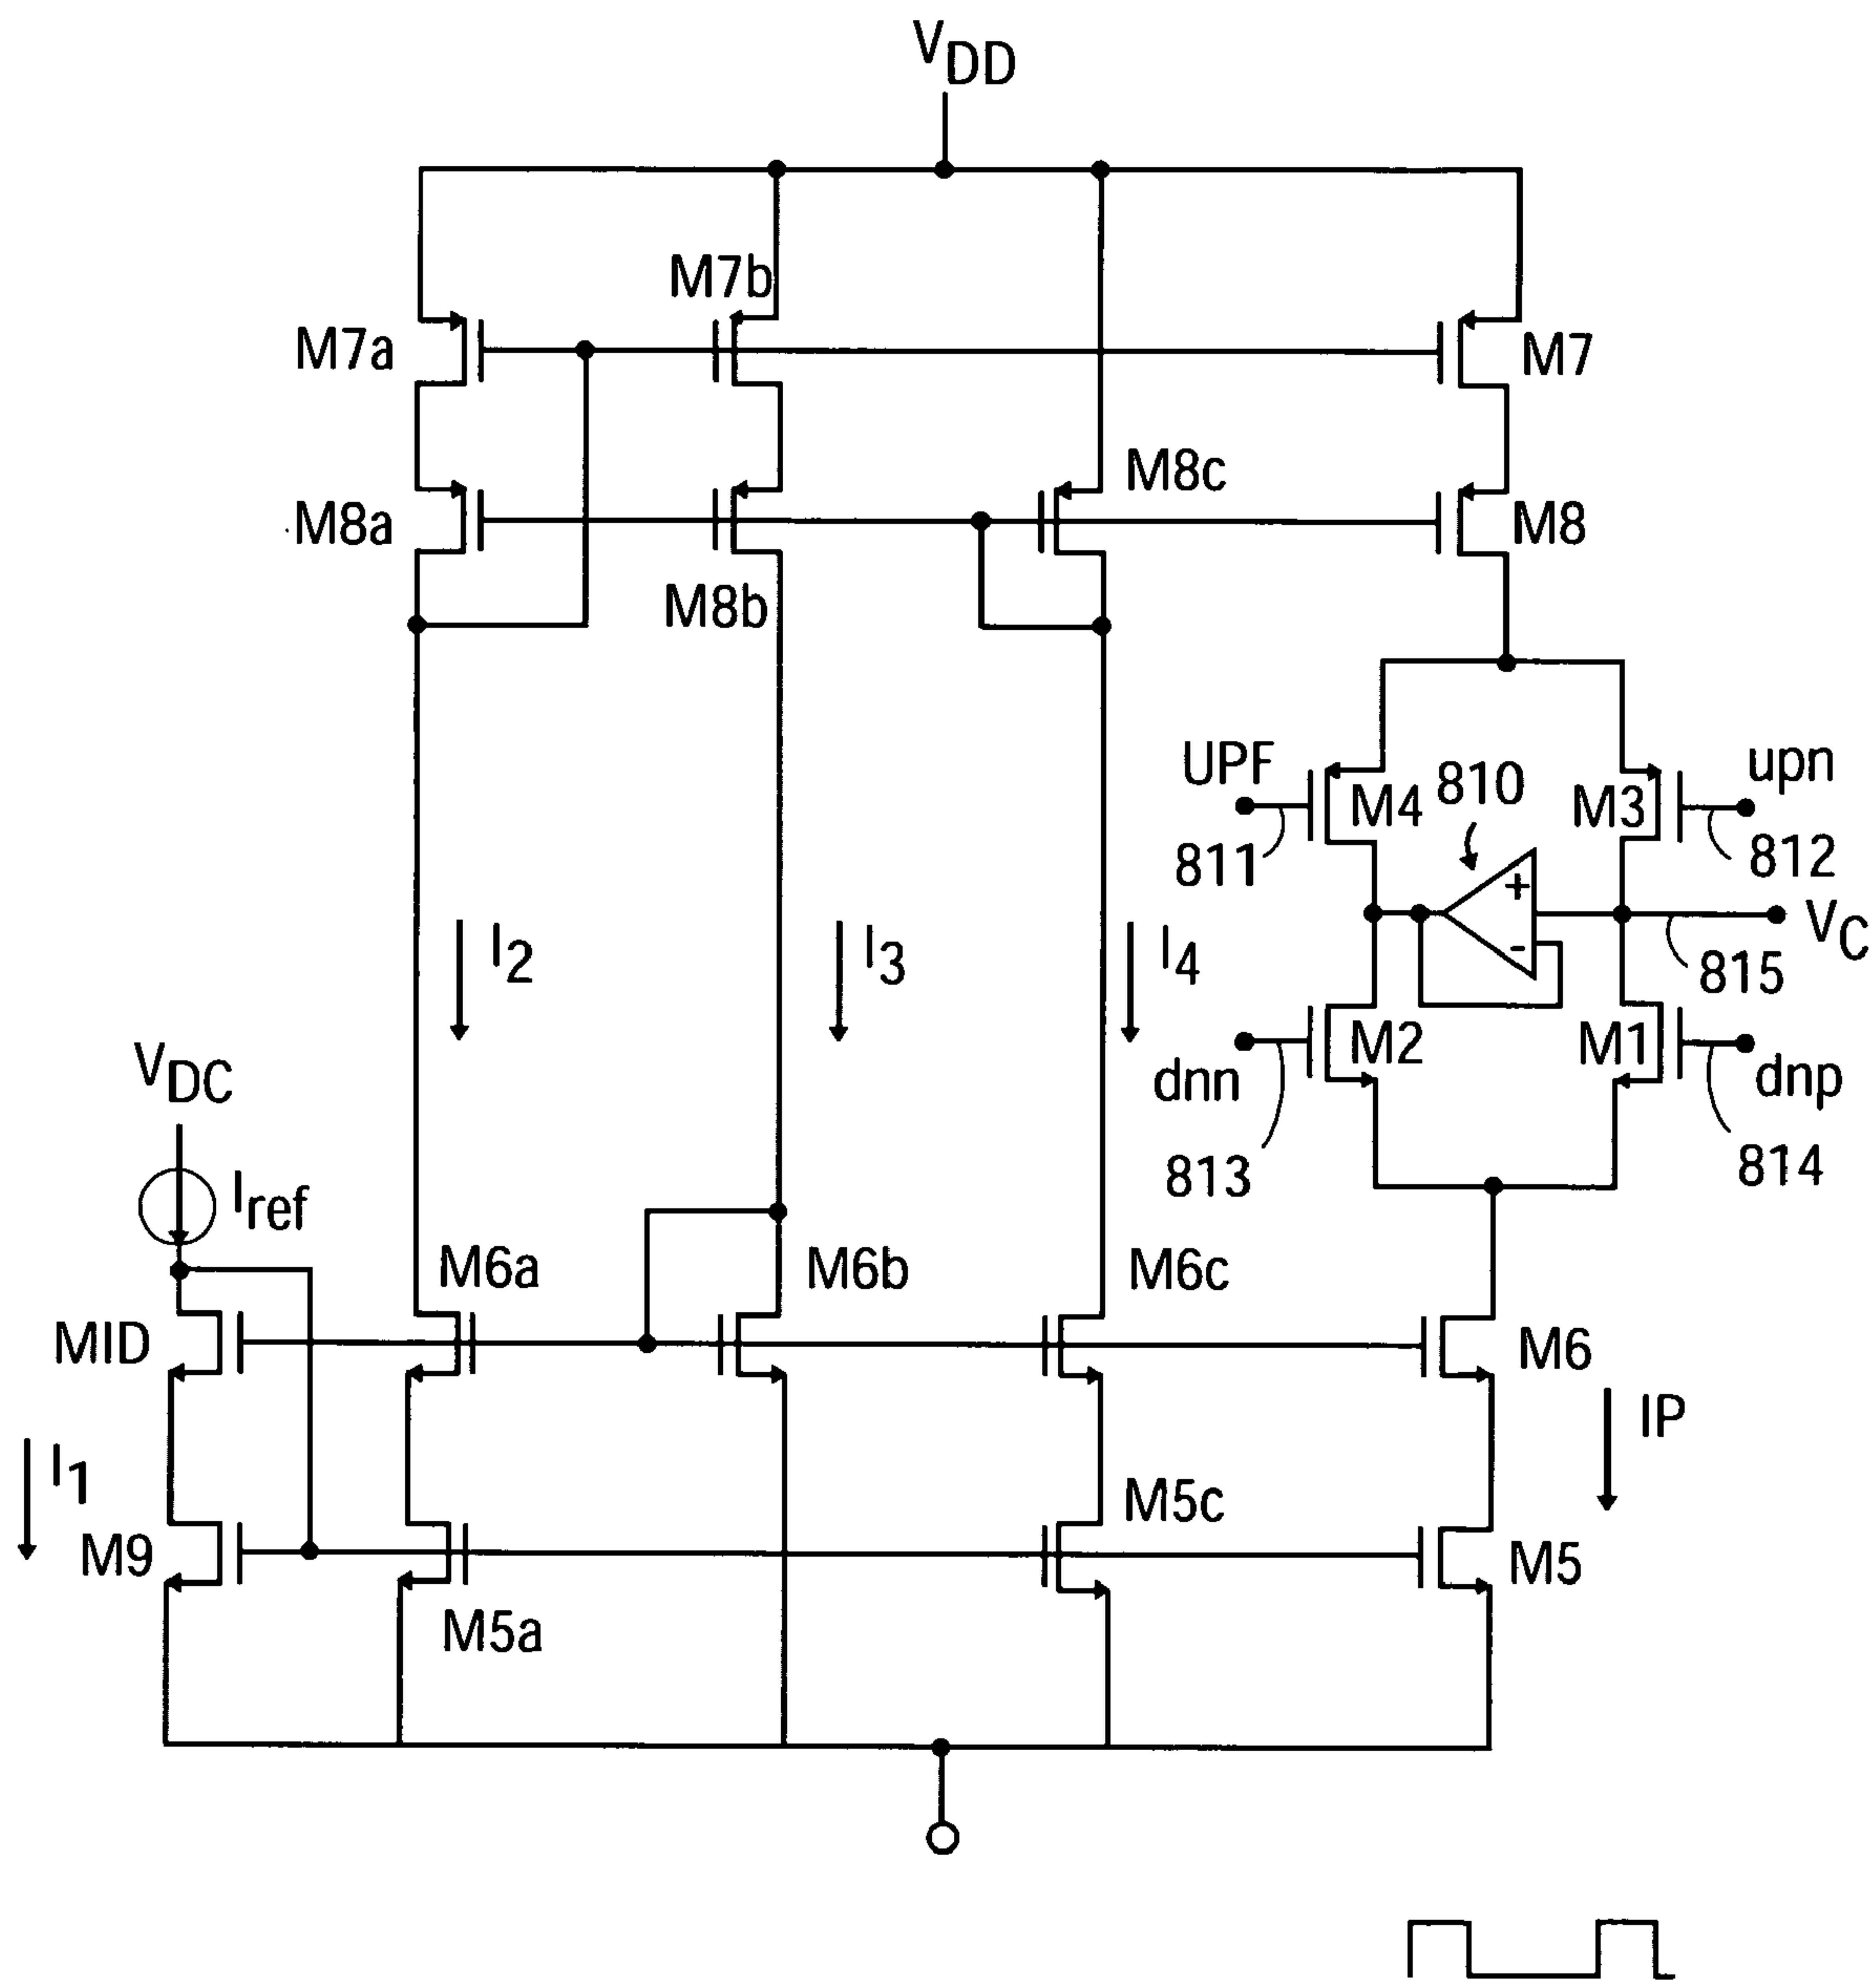 VDD
M7b
M7a
M7
M8c
M8a
M8
M8b
UPF
810
upn
M4
M3
811
812
+
VC
-
815
I2
I3
I4
M2
M1
dnn
dnp
813
814
VDC
Iref
M6a
M6b
M6c
MID
M6
IP
I1
M5c
M9
M5
M5a